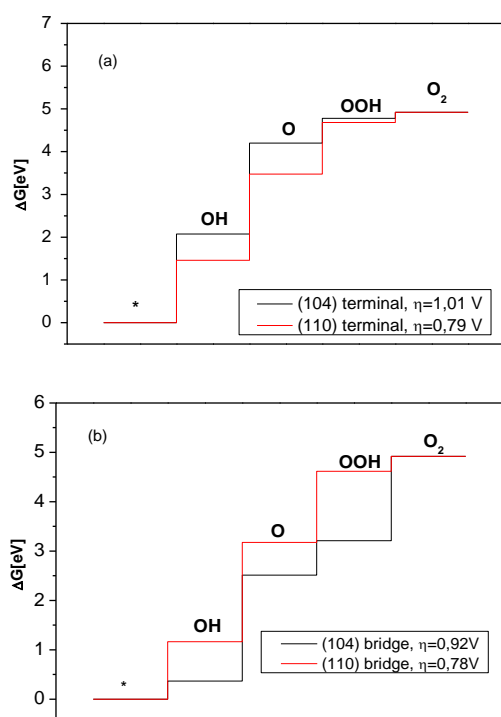 (a)
7
6
5
4
3
2
1
0
ΔG[eV]
*
OH
O
OOH
O2
(104) terminal, η=1,01 V
(110) terminal, η=0,79 V
(b)
6
5
4
3
2
1
0
ΔG[eV]
*
OH
O
OOH
O2
(104) bridge, η=0,92V
(110) bridge, η=0,78V